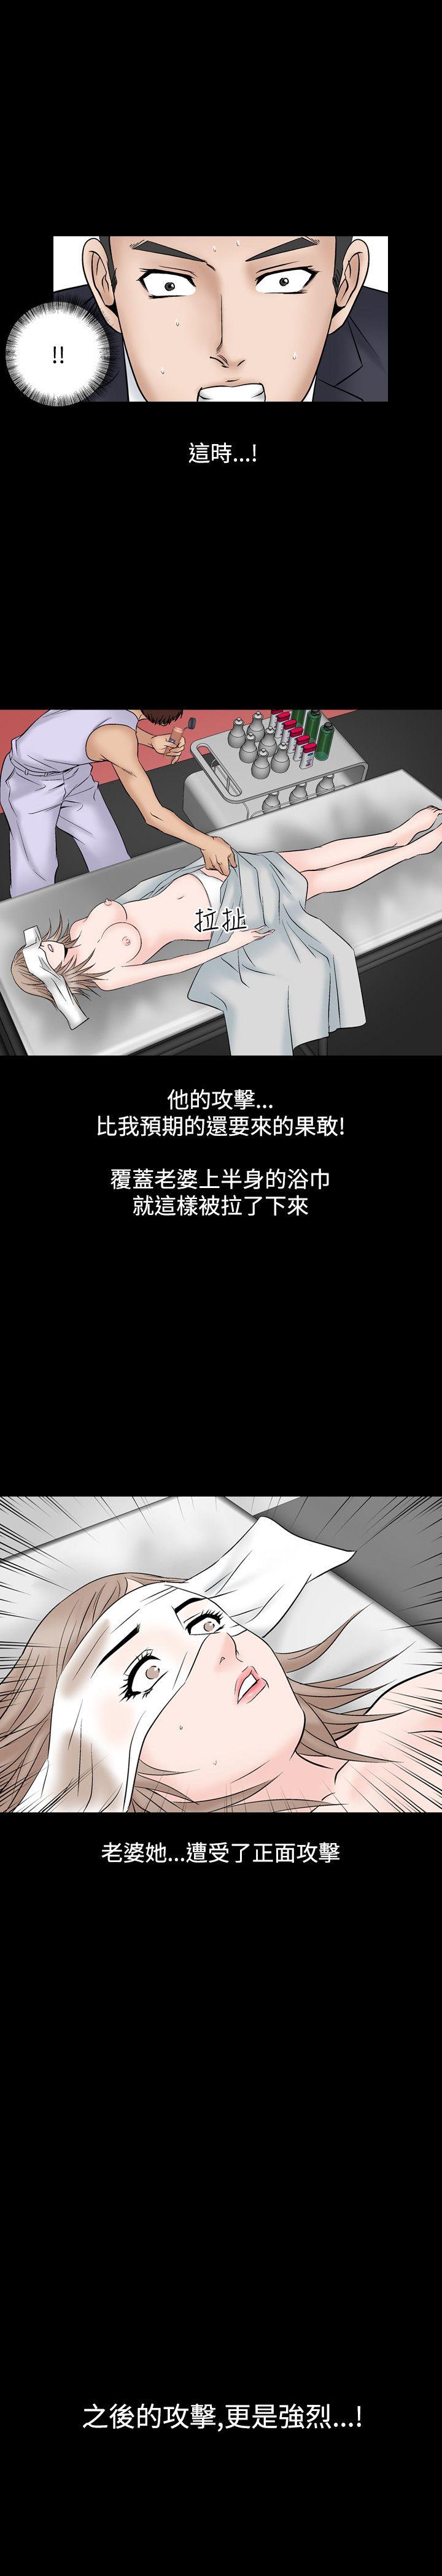 !!
這時...!
拉扯
他的攻擊...
比我預期的還要來的果敢!
覆蓋老婆上半身的浴巾
就這樣被拉了下來
老婆她...遭受了正面攻擊
之後的攻擊,更是強烈...!